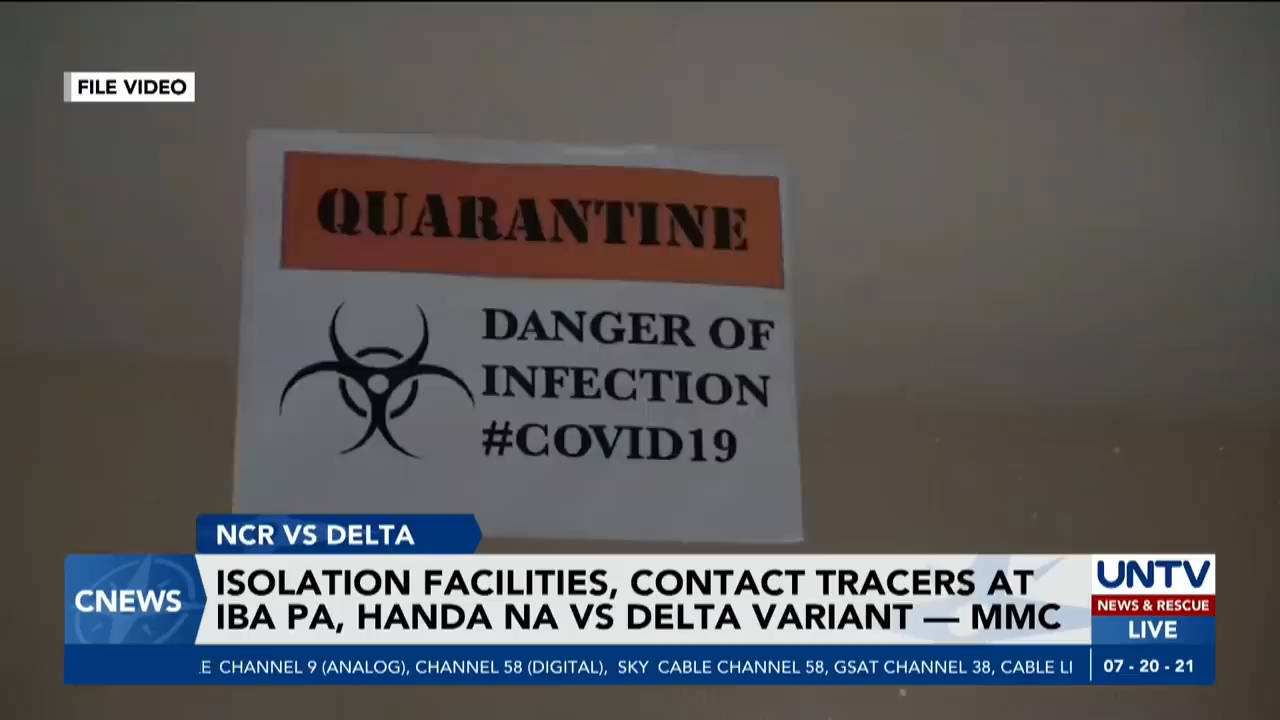 FILE VIDEO
QUARANTINE
DANGER OF
INFECTION
#COVID19
NCR VS DELTA
CNEWS
ISOLATION FACILITIES, CONTACT TRACERS AT
IBA PA, HANDA NA VS DELTA VARIANT — MMC
UNTV
NEWS & RESCUE
LIVE
E CHANNEL 9 (ANALOG), CHANNEL 58 (DIGITAL), SKY CABLE CHANNEL 58, GSAT CHANNEL 38, CABLE LI
07 - 20 - 21